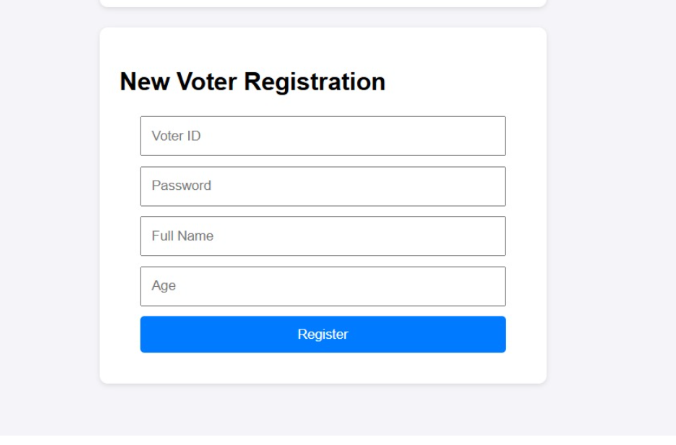 New Voter Registration
Voter ID
Password
Full Name
Age
Register